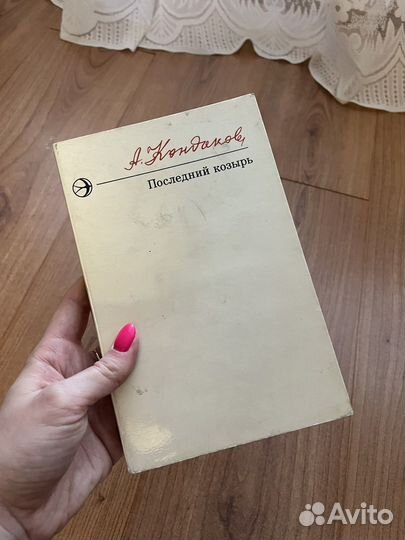 А. Кондаков
Последний козырь
Avito